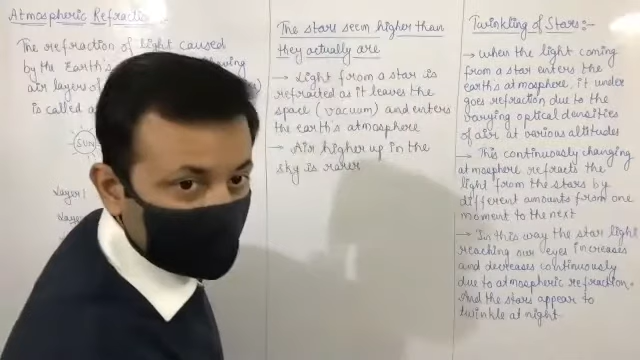 Atmospheric Refractio
The refraction of light caused
by the Earth's
air layers of
is called a
SUN
Layer 1
The stars seem higher than
they actually are
→ Light from a star is
refracted as it leaves the
space (vacuum) and enters
the earth's atmosphere
→ Air higher up in the
sky is rarer
Twinkling of Stars:-
→ when the light coming
from a star enters the
earth's atmosphere, it under
goes refraction due to the
varying optical densities
of air at various altitudes
→ This continuously changing
atmosphere refracts the
light from the stars by
different amounts from one
moment to the next
→ In this way the star light
reaching our eyes increases
and decreases continuously
due to atmospheric refraction.
And the stars appear to
twinkle at night